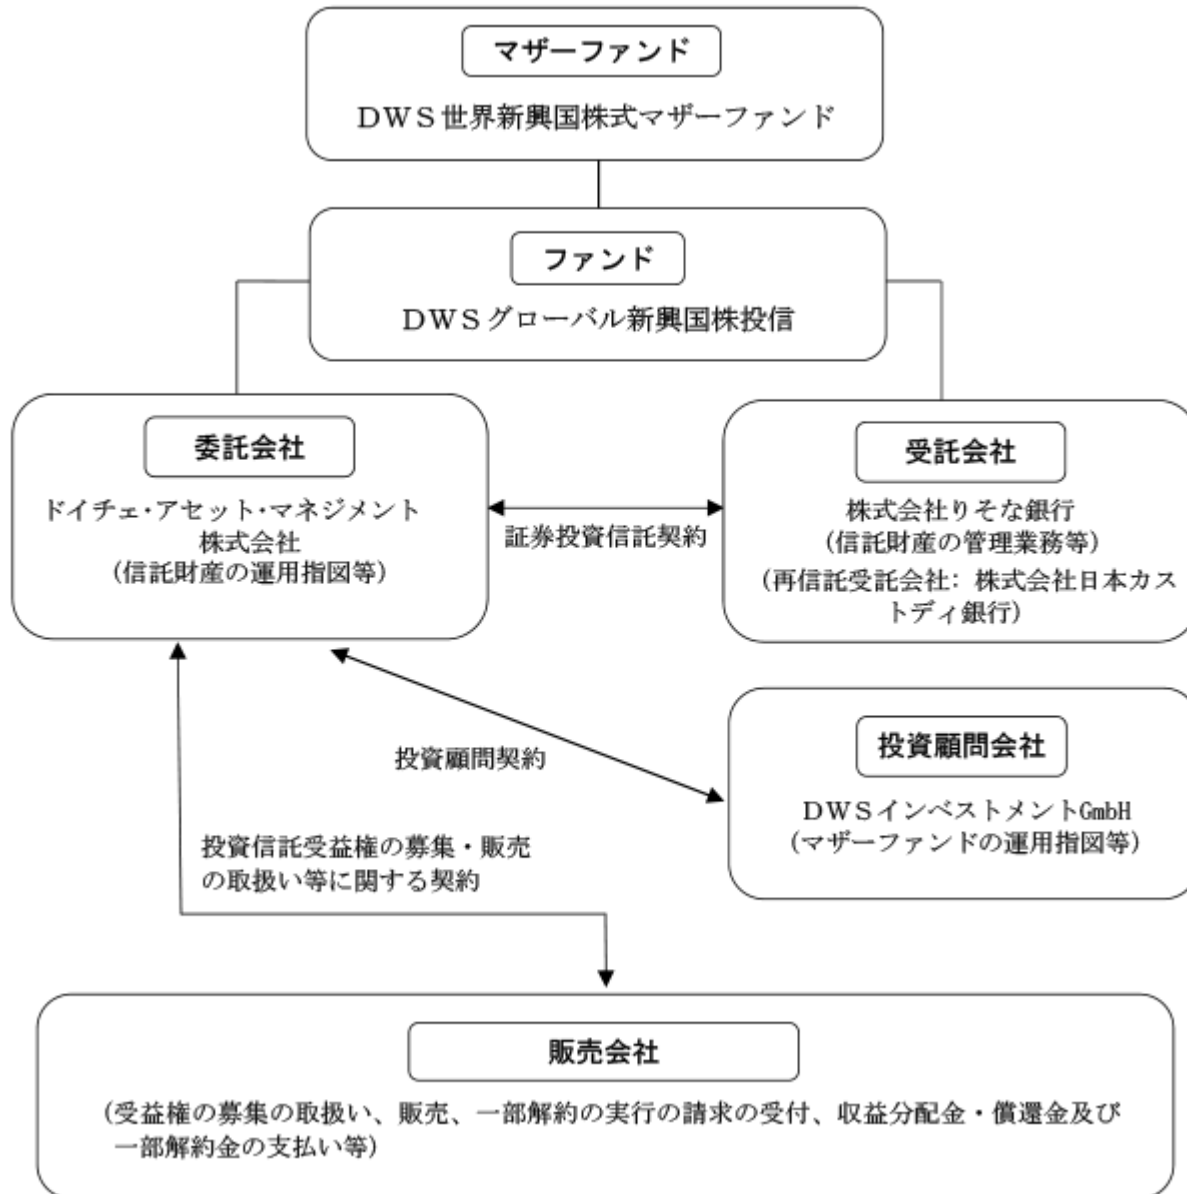 マザーファンド
DWS世界新興国株式マザーファンド
ファンド
DWSグローバル新興国株投信
委託会社
ドイチェ・アセット・マネジメント
株式会社
(信託財産の運用指図等)
証券投資信託契約
受託会社
株式会社りそな銀行
(信託財産の管理業務等)
(再信託受託会社: 株式会社日本カス
トディ銀行)
投資顧問契約
投資顧問会社
DWSインベストメントGmbH
(マザーファンドの運用指図等)
投資信託受益権の募集・販売
の取扱い等に関する契約
販売会社
(受益権の募集の取扱い、販売、一部解約の実行の請求の受付、収益分配金・償還金及び
一部解約金の支払い等)